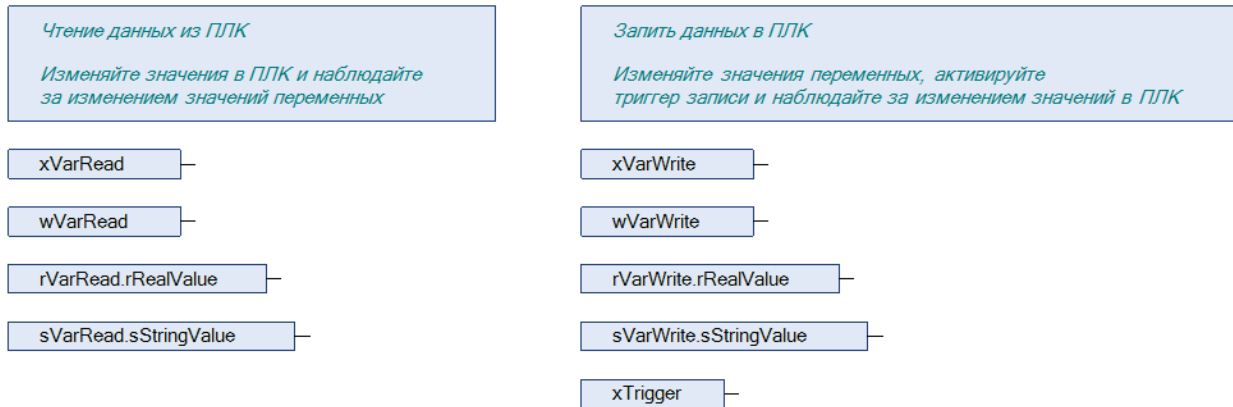 Чтение данных из ПЛК
Изменяйте значения в ПЛК и наблюдайте
за изменением значений переменных
xVarRead
wVarRead
rVarRead.rRealValue
sVarRead.sStringValue
Запить данных в ПЛК
Изменяйте значения переменных, активируйте
триггер записи и наблюдайте за изменением значений в ПЛК
xVarWrite
wVarWrite
rVarWrite.rRealValue
sVarWrite.sStringValue
xTrigger